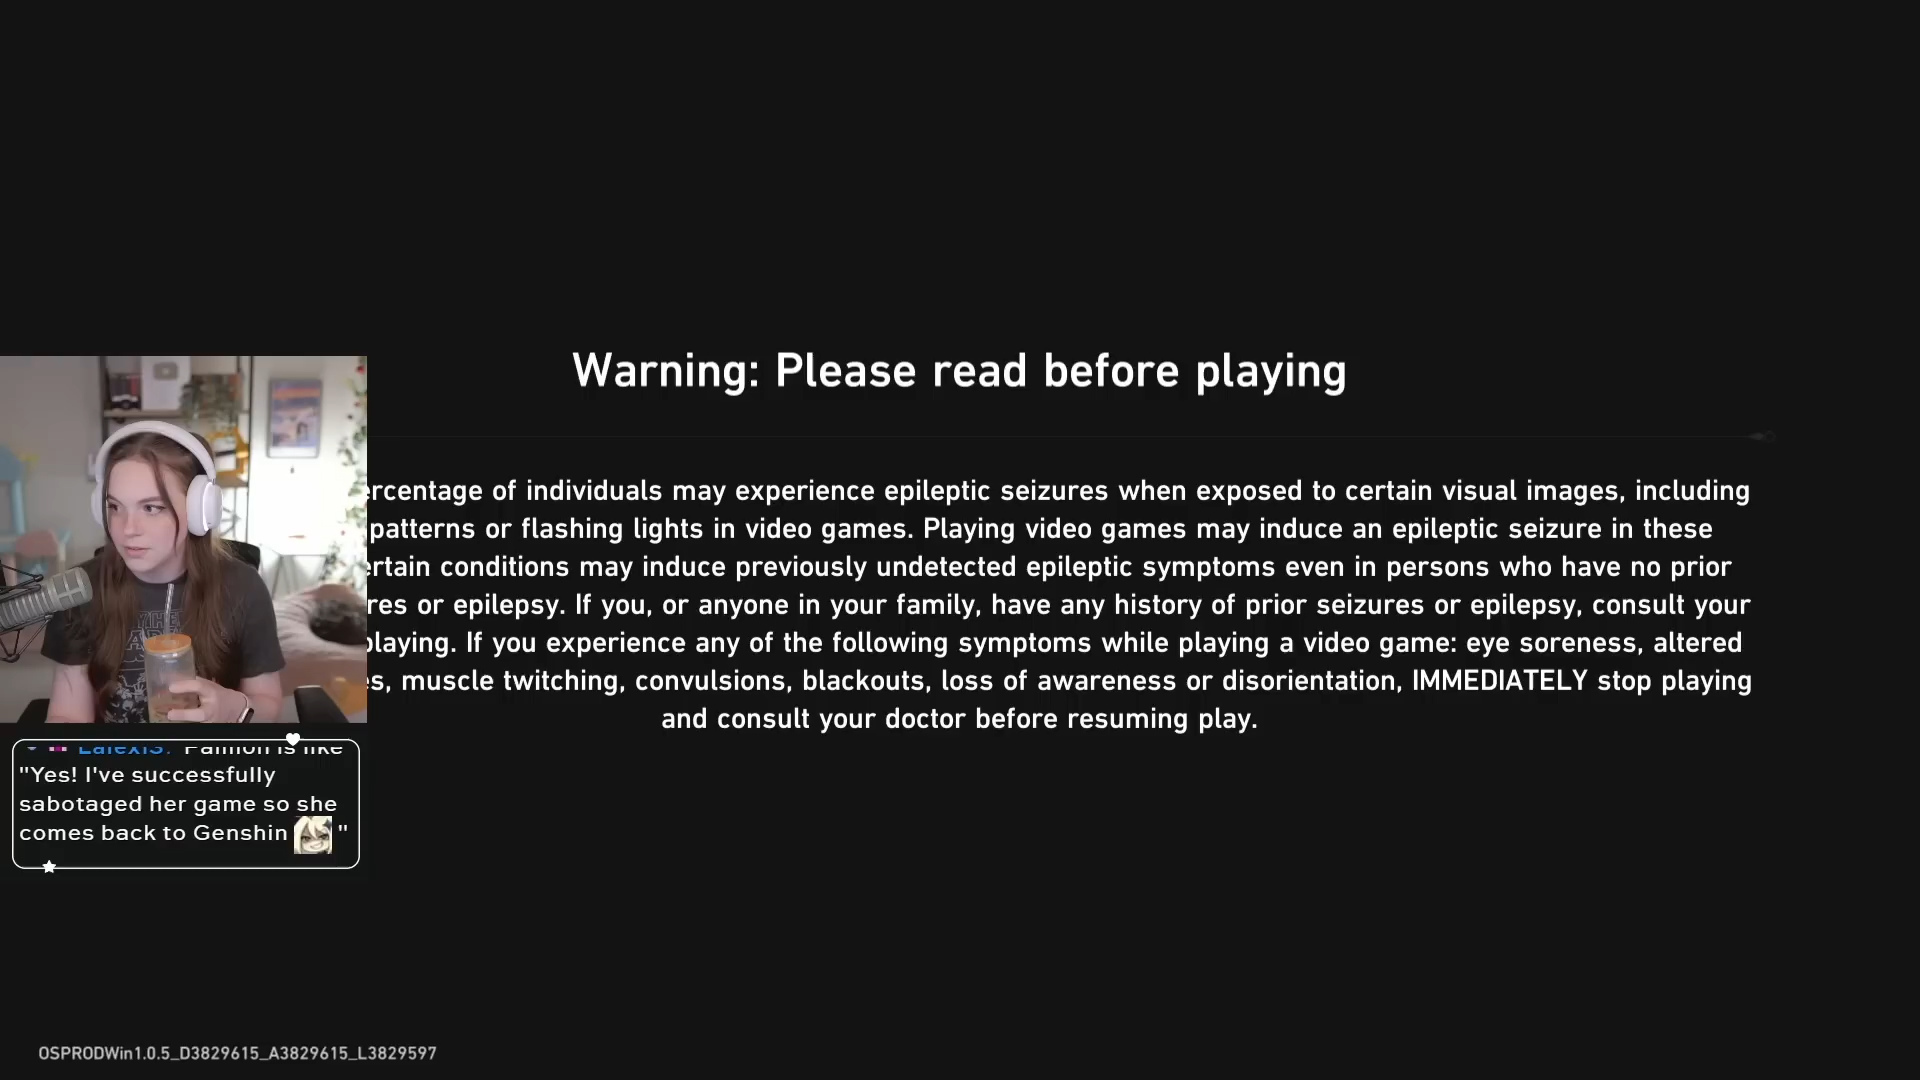 Warning: Please read before playing
of individuals may experience epileptic seizures when exposed to certain visual images, including
patterns or flashing lights in video games. Playing video games may induce an epileptic seizure in these
conditions may induce previously undetected epileptic symptoms even in persons who have no prior
or epilepsy. If you, or anyone in your family, have any history of prior seizures or epilepsy, consult your
playing. If you experience any of the following symptoms while playing a video game: eye soreness, altered
muscle twitching, convulsions, blackouts, loss of awareness or disorientation, IMMEDIATELY stop playing
and consult your doctor before resuming play.
Paimon is like
"Yes! I've successfully
sabotaged her game so she
comes back to Genshin "
OSPRODWin1.0.5_D3829615_A3829615_L3829597